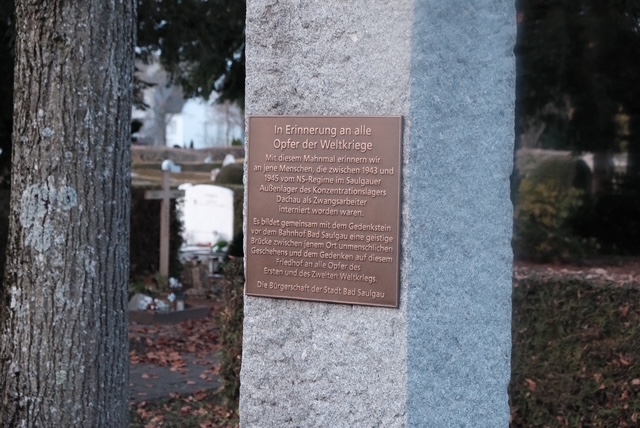 In Erinnerung an alle
Opfer der Weltkriege
Mit diesem Mahnmal erinnern wir
an jene Menschen, die zwischen 1943 und
1945 vom NS-Regime im Saulgauer
Außenlager des Konzentrationslagers
Dachau als Zwangsarbeiter
interniert worden waren.
Es bildet gemeinsam mit dem Gedenkstein
vor dem Bahnhof Bad Saulgau eine geistige
Brücke zwischen jenem Ort unmenschlichen
Geschehens und dem Gedenken auf diesem
Friedhof an alle Opfer des
Ersten und des Zweiten Weltkriegs.
Die Bürgerschaft der Stadt Bad Saulgau